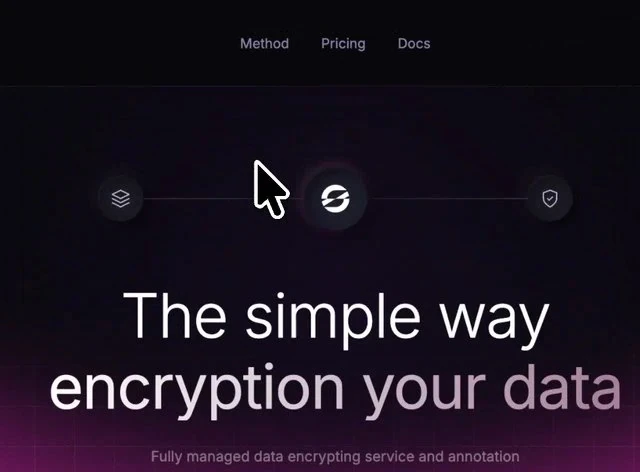 Method Pricing Docs
The simple way
encryption your data
Fully managed data encrypting service and annotation